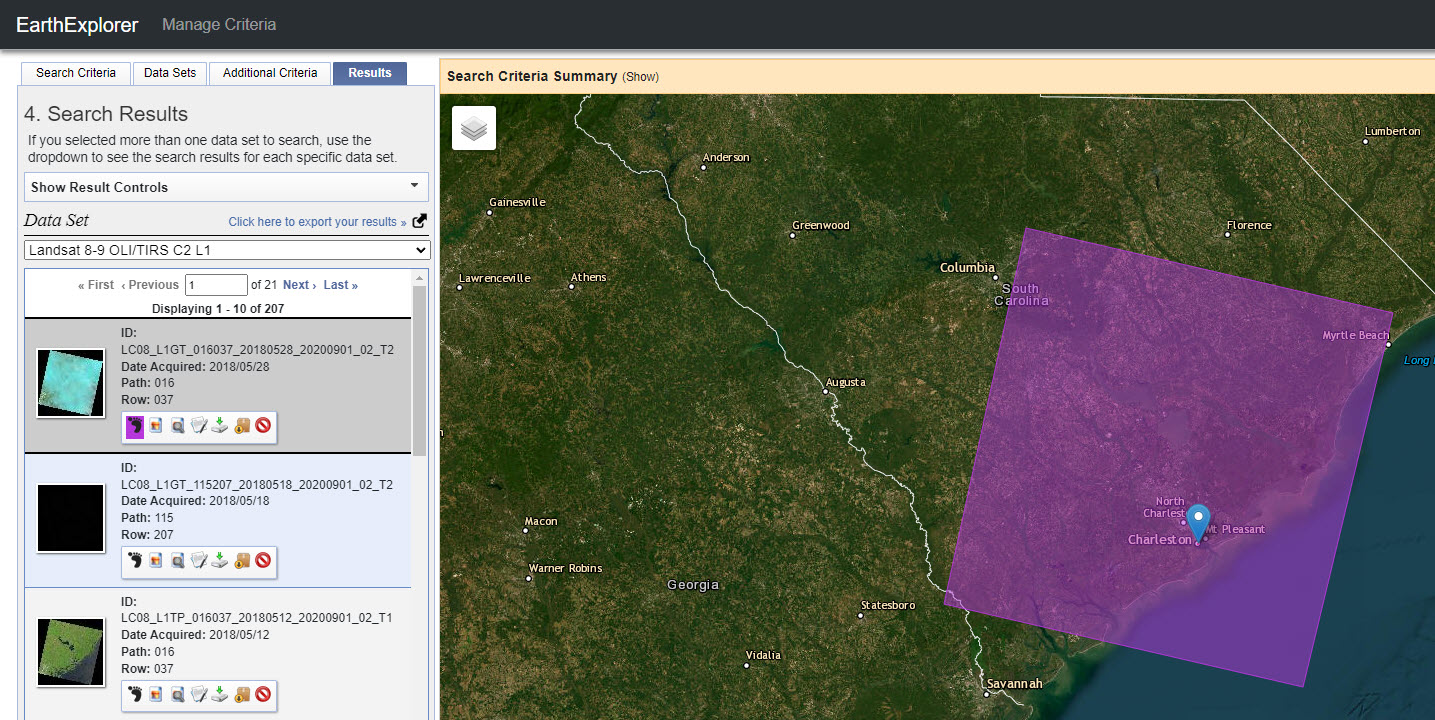 EarthExplorer Manage Criteria
Search Criteria Data Sets Additional Criteria Results
4. Search Results
If you selected more than one data set to search, use the
dropdown to see the search results for each specific data set.
Show Result Controls
Data Set Click here to export your results »
Landsat 8-9 OLI/TIRS C2 L1
« First ‹ Previous 1 of 21 Next › Last »
Displaying 1 - 10 of 207
ID:
LC08_L1GT_016037_20180528_20200901_02_T2
Date Acquired: 2018/05/28
Path: 016
Row: 037
ID:
LC08_L1GT_115207_20180518_20200901_02_T2
Date Acquired: 2018/05/18
Path: 115
Row: 207
ID:
LC08_L1TP_016037_20180512_20200901_02_T1
Date Acquired: 2018/05/12
Path: 016
Row: 037
Search Criteria Summary (Show)
Lumberton
Anderson
Gainesville
Greenwood
Florence
Columbia
Lawrenceville
Athens
South
Carolina
Myrtle Beach
Long
Augusta
North
Charlest
Macon
Mt. Pleasant
Charleston
Warner Robins
Georgia
Statesboro
Vidalia
Savannah